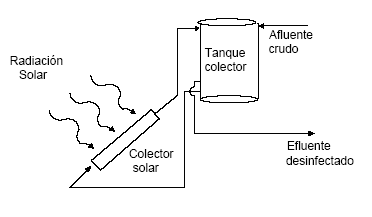 Radiación
Solar
Tanque
colector
Afluente
crudo
Colector
solar
Efluente
desinfectado